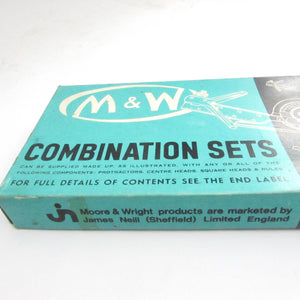 M & W
COMBINATION SETS
CAN BE SUPPLIED MADE UP, AS ILLUSTRATED, WITH ANY OR ALL OF THE
FOLLOWING COMPONENTS: PROTRACTORS, CENTRE HEADS, SQUARE HEADS & RULES
FOR FULL DETAILS OF CONTENTS SEE THE END LABEL
jn Moore & Wright products are marketed by
James Neill (Sheffield) Limited England